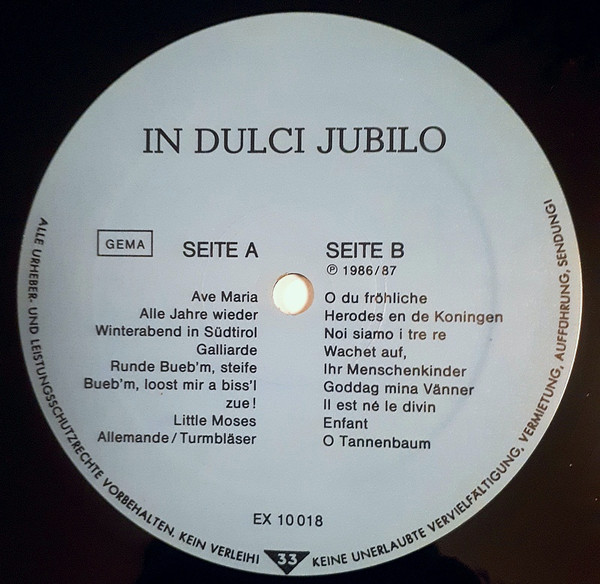 IN DULCI JUBILO
GEMA
SEITE A
Ave Maria
Alle Jahre wieder
Winterabend in Südtirol
Galliarde
Runde Bueb'm, steife
Bueb'm, loost mir a biss'l
zue!
Little Moses
Allemande/Turmbläser
SEITE B
℗ 1986/87
O du fröhliche
Herodes en de Koningen
Noi siamo i tre re
Wachet auf,
Ihr Menschenkinder
Goddag mina Vänner
Il est né le divin
Enfant
O Tannenbaum
EX 10018
ALLE URHEBER- UND LEISTUNGSSCHUTZRECHTE VORBEHALTEN. KEIN VERLEIH! 33 KEINE UNERLAUBTE VERVIELFÄLTIGUNG, VERMIETUNG, AUFFÜHRUNG, SENDUNG!